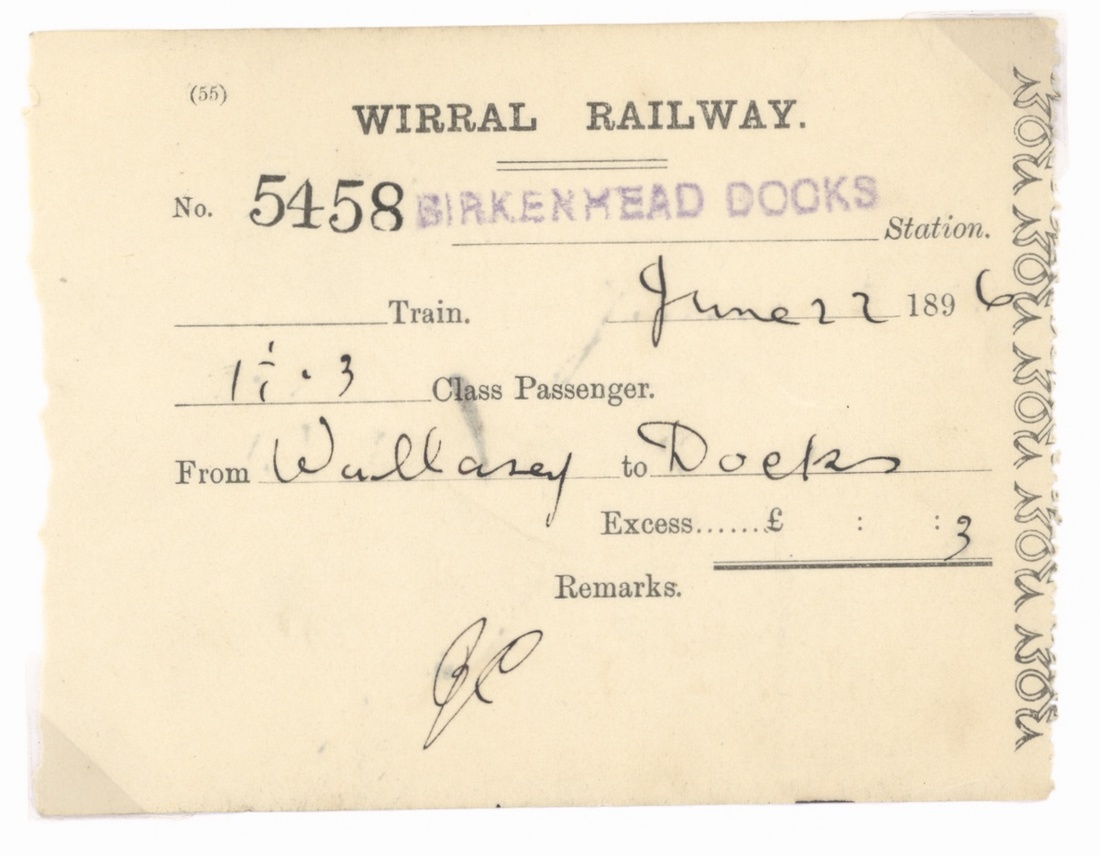 (55)
WIRRAL RAILWAY.
No. 5458 BIRKENHEAD DOCKS Station.
Train. June 22 1896
Class Passenger.
From Wallasey to Docks
Excess......£ : : 3
Remarks.